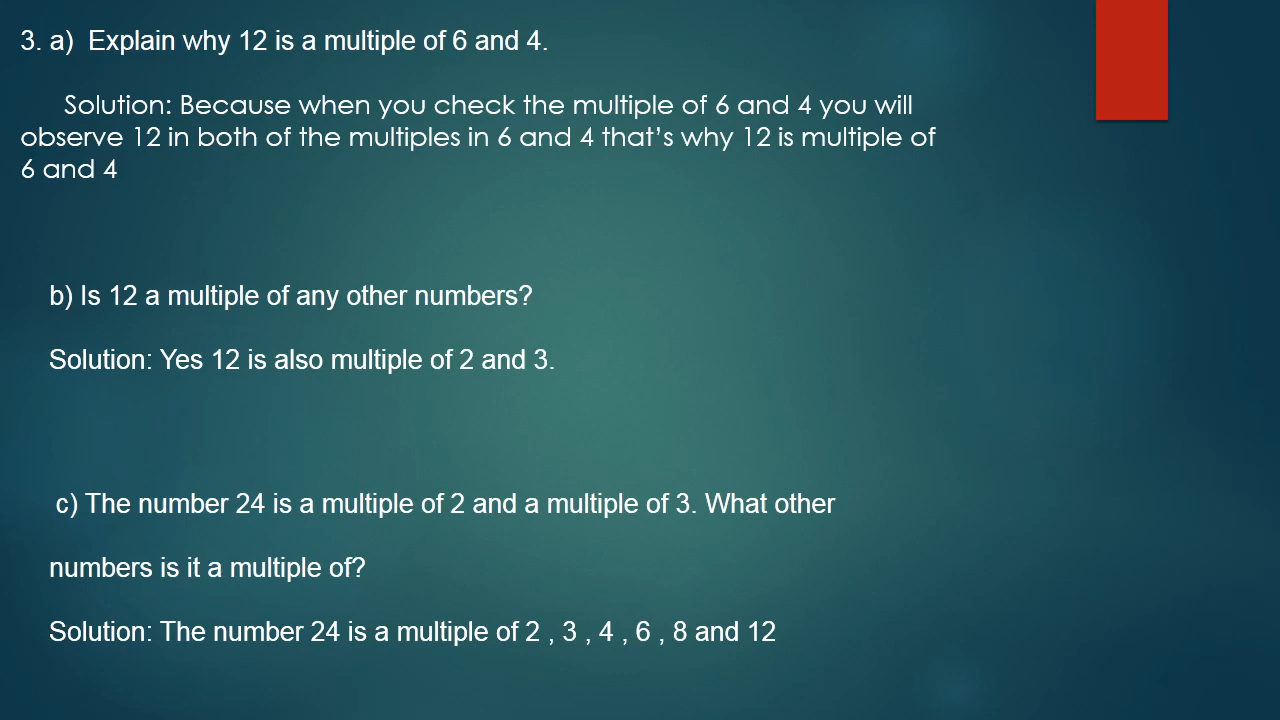 3. a)  Explain why 12 is a multiple of 6 and 4.
Solution: Because when you check the multiple of 6 and 4 you will
observe 12 in both of the multiples in 6 and 4 that’s why 12 is multiple of
6 and 4
b) Is 12 a multiple of any other numbers?
Solution: Yes 12 is also multiple of 2 and 3.
c) The number 24 is a multiple of 2 and a multiple of 3. What other
numbers is it a multiple of?
Solution: The number 24 is a multiple of 2 , 3 , 4 , 6 , 8 and 12